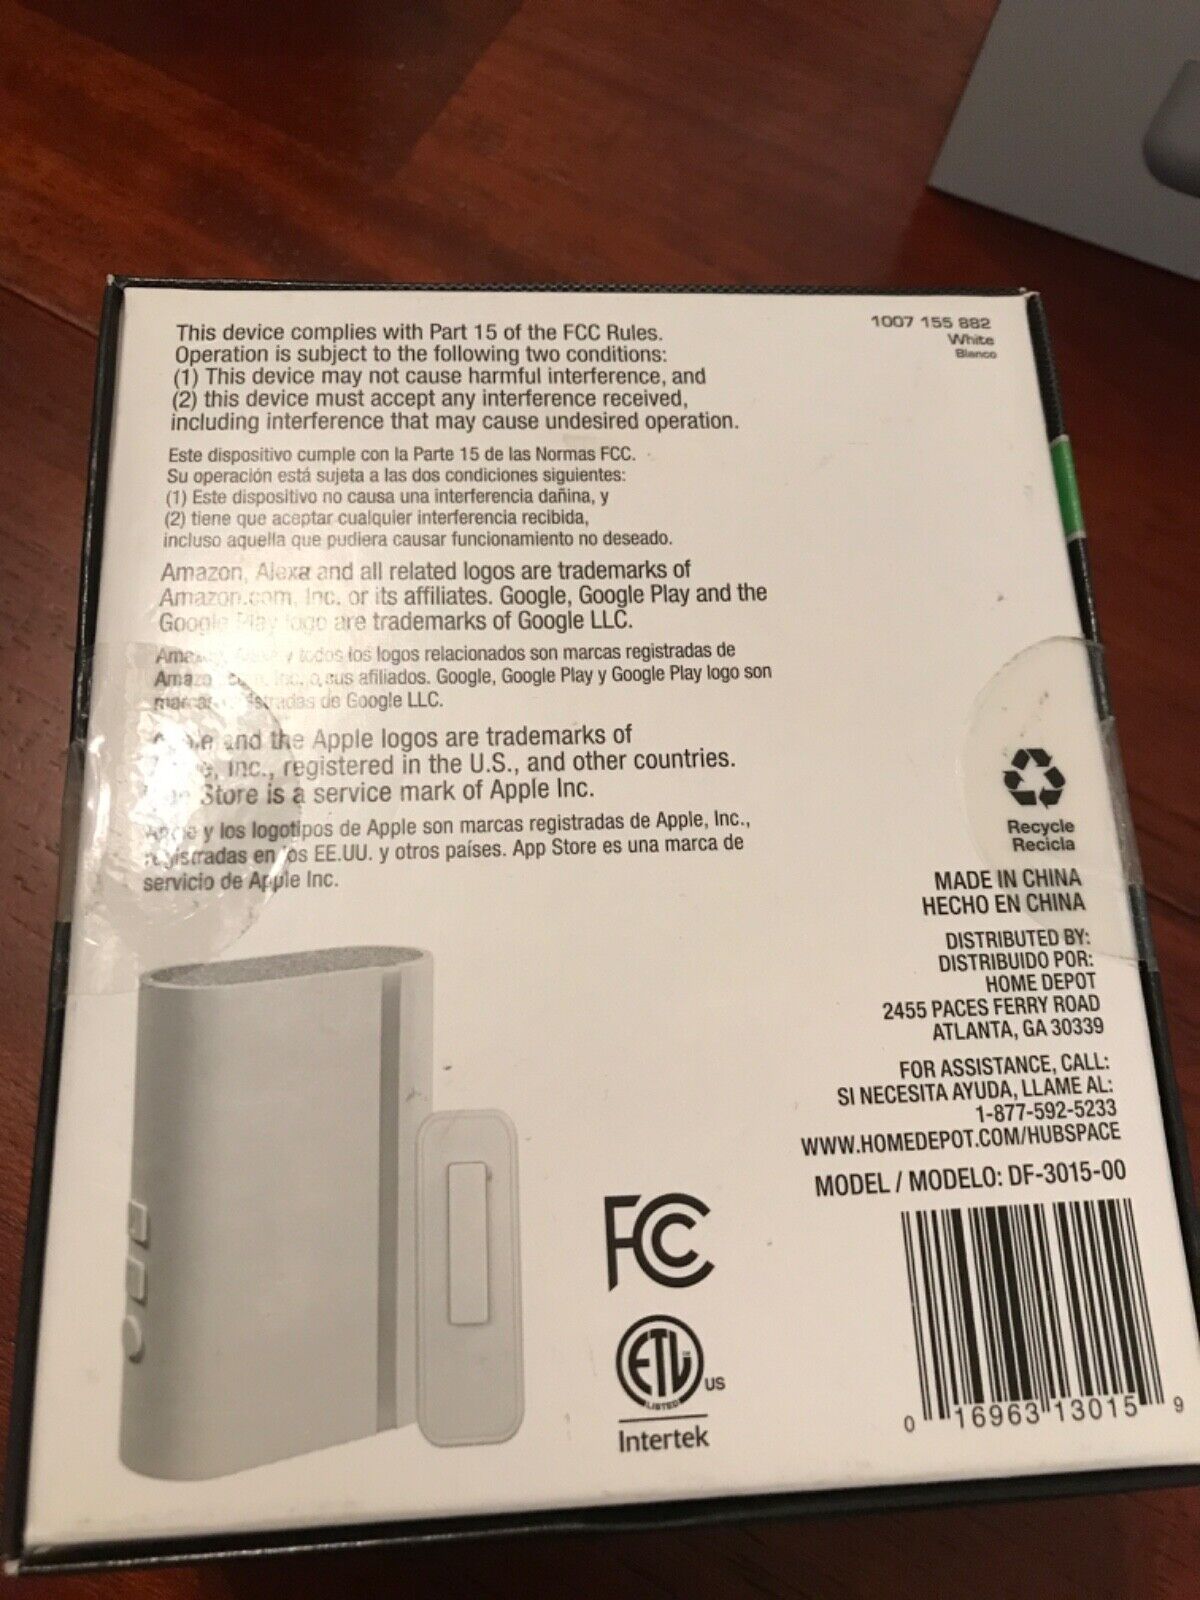 This device complies with Part 15 of the FCC Rules.
Operation is subject to the following two conditions:
(1) This device may not cause harmful interference, and
(2) this device must accept any interference received,
including interference that may cause undesired operation.
Este dispositivo cumple con la Parte 15 de las Normas FCC.
Su operación está sujeta a las dos condiciones siguientes:
(1) Este dispositivo no causa una interferencia dañina, y
(2) tiene que aceptar cualquier interferencia recibida,
incluso aquella que pudiera causar funcionamiento no deseado.
Amazon, Alexa and all related logos are trademarks of
Amazon.com, Inc. or its affiliates. Google, Google Play and the
Google Play logo are trademarks of Google LLC.
y todos los logos relacionados son marcas registradas de
Inc. o sus afiliados. Google, Google Play y Google Play logo son
de Google LLC.
and the Apple logos are trademarks of
Inc., registered in the U.S., and other countries.
Store is a service mark of Apple Inc.
Apple y los logotipos de Apple son marcas registradas de Apple, Inc.,
registradas en los EE.UU. y otros países. App Store es una marca de
servicio de Apple Inc.
1007 155 882
White
Blanco
Recycle
Recicla
MADE IN CHINA
HECHO EN CHINA
DISTRIBUTED BY:
DISTRIBUIDO POR:
HOME DEPOT
2455 PACES FERRY ROAD
ATLANTA, GA 30339
FOR ASSISTANCE, CALL:
SI NECESITA AYUDA, LLAME AL:
1-877-592-5233
WWW.HOMEDEPOT.COM/HUBSPACE
MODEL / MODELO: DF-3015-00
FC
ETL
LISTED
US
Intertek
0 16963 13015 9